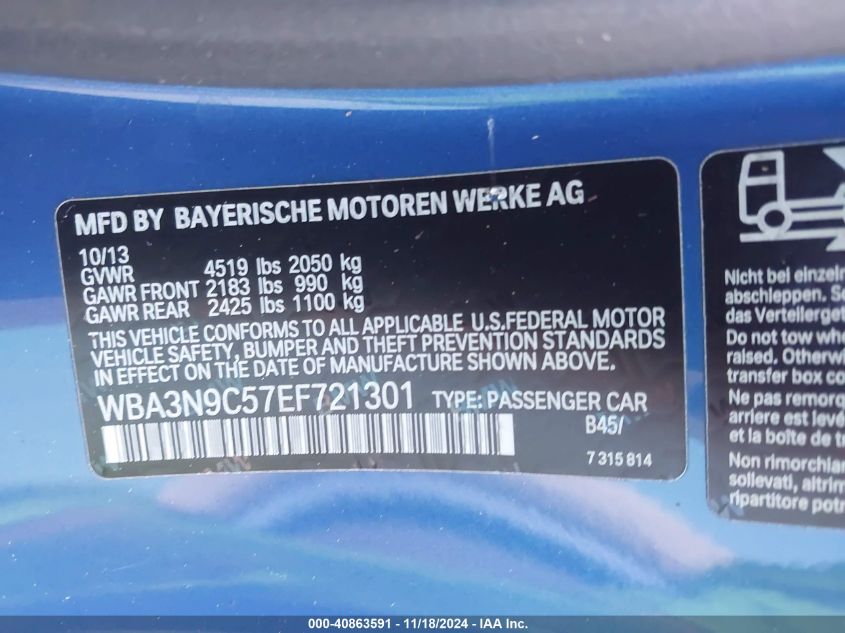 MFD BY BAYERISCHE MOTOREN WERKE AG
10/13
GVWR 4519 lbs 2050 kg
GAWR FRONT 2183 lbs 990 kg
GAWR REAR 2425 lbs 1100 kg
THIS VEHICLE CONFORMS TO ALL APPLICABLE U.S.FEDERAL MOTOR
VEHICLE SAFETY, BUMPER AND THEFT PREVENTION STANDARDS
IN EFFECT ON THE DATE OF MANUFACTURE SHOWN ABOVE.
WBA3N9C57EF721301 TYPE: PASSENGER CAR
B45/
7 315 814
Nicht bei einzeln
abschleppen. Se
das Verteilerget
Do not tow whe
raised. Otherwi
transfer box co
Ne pas remorq
arriere est levé
et la boîte de t
Non rimorchia
sollevati, altrim
ripartitore potr
000-40863591 - 11/18/2024 - IAA Inc.